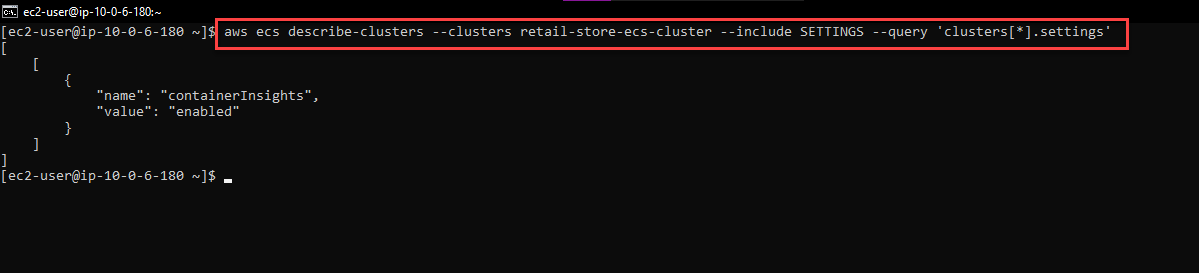 C:\. ec2-user@ip-10-0-6-180:~
[ec2-user@ip-10-0-6-180 ~]$ aws ecs describe-clusters --clusters retail-store-ecs-cluster --include SETTINGS --query 'clusters[*].settings'
[
    [
        {
            "name": "containerInsights",
            "value": "enabled"
        }
    ]
]
[ec2-user@ip-10-0-6-180 ~]$